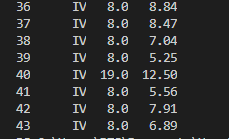 36 IV 8.0 8.84
37 IV 8.0 8.47
38 IV 8.0 7.04
39 IV 8.0 5.25
40 IV 19.0 12.50
41 IV 8.0 5.56
42 IV 8.0 7.91
43 IV 8.0 6.89